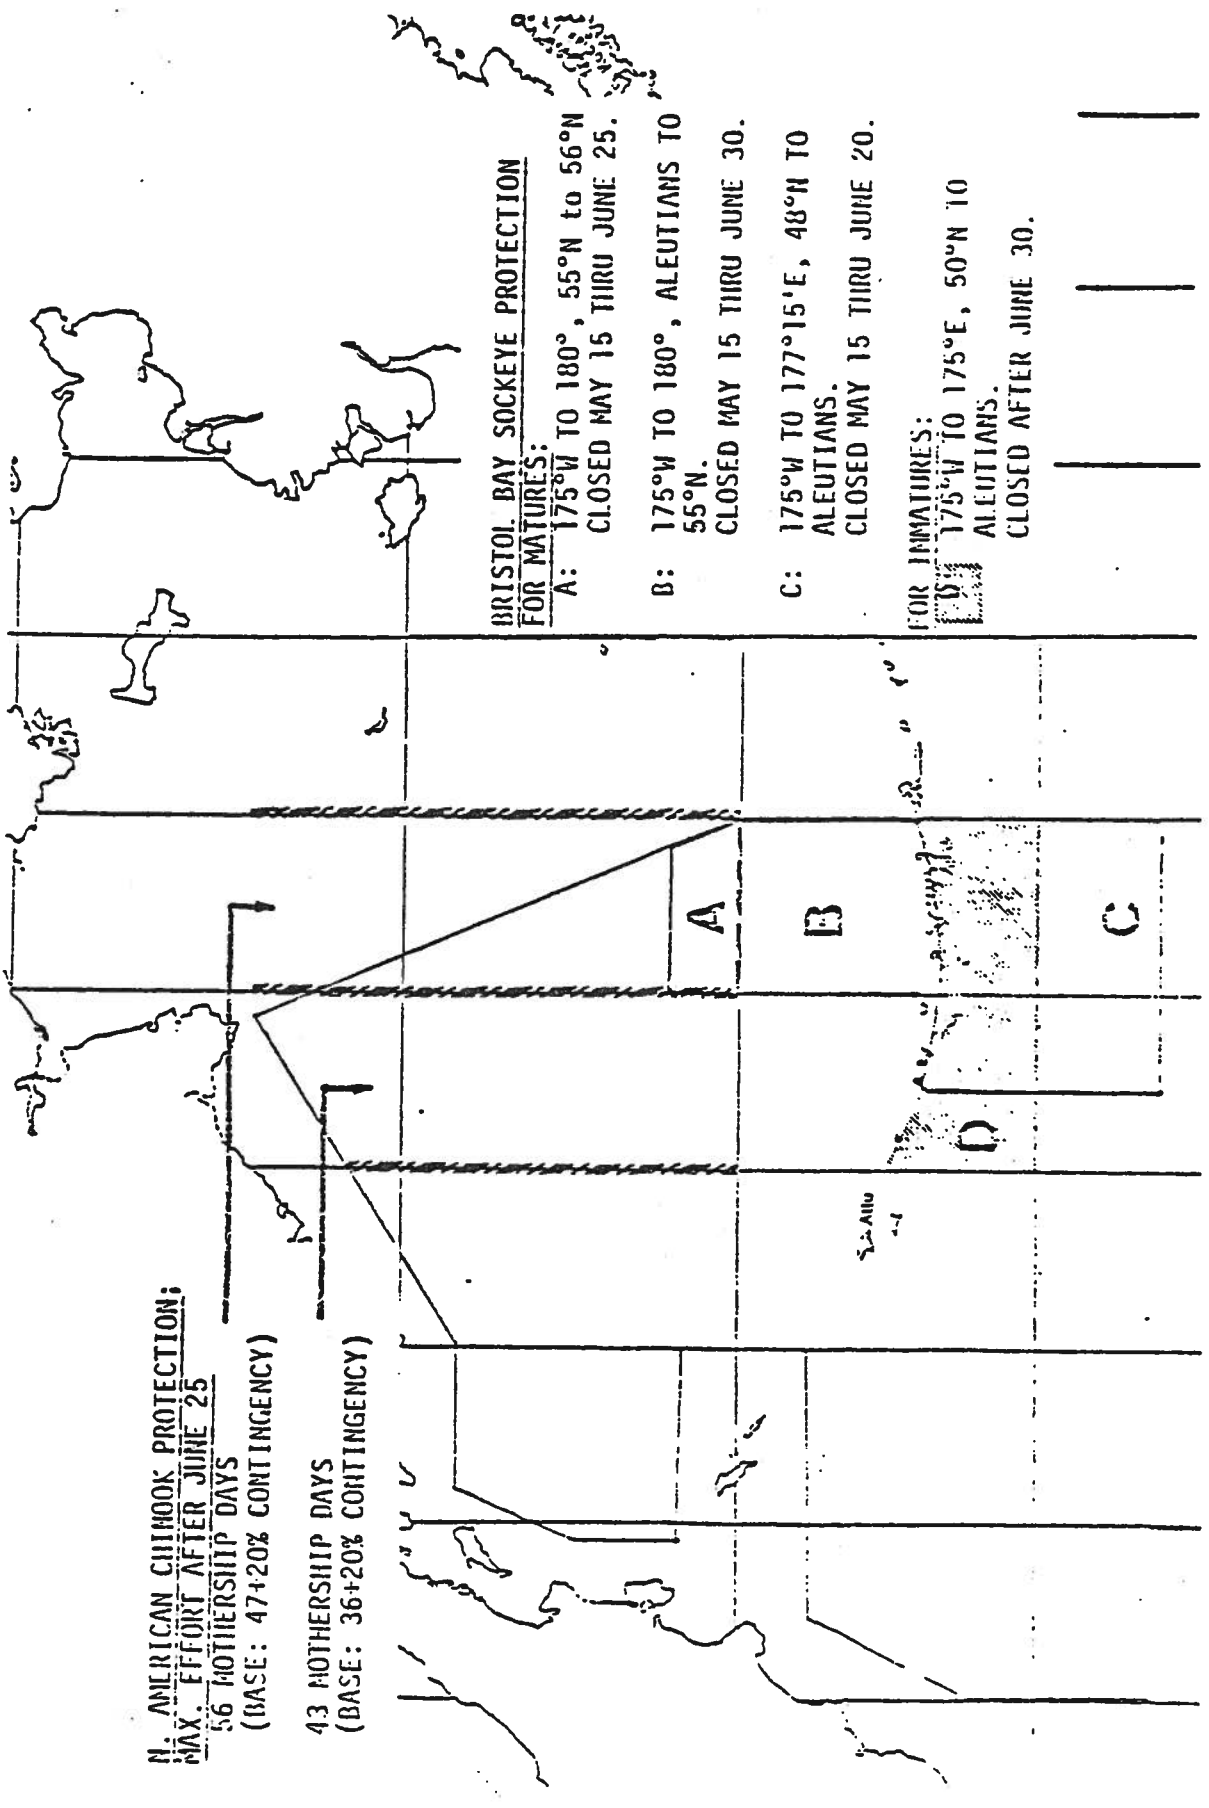 N. AMERICAN CHINOOK PROTECTION:
MAX. EFFORT AFTER JUNE 25
56 MOTHERSHIP DAYS
(BASE: 47+20% CONTINGENCY)
43 MOTHERSHIP DAYS
(BASE: 36+20% CONTINGENCY)
BRISTOL BAY SOCKEYE PROTECTION
FOR MATURES:
A: 175°W TO 180°, 55°N to 56°N
CLOSED MAY 15 THRU JUNE 25.
B: 175°W TO 180°, ALEUTIANS TO
55°N.
CLOSED MAY 15 THRU JUNE 30.
C: 175°W TO 177°15'E, 48°N TO
ALEUTIANS.
CLOSED MAY 15 THRU JUNE 20.
FOR IMMATURES:
D: 175°W TO 175°E, 50°N TO
ALEUTIANS.
CLOSED AFTER JUNE 30.
A
B
C
D
Attu